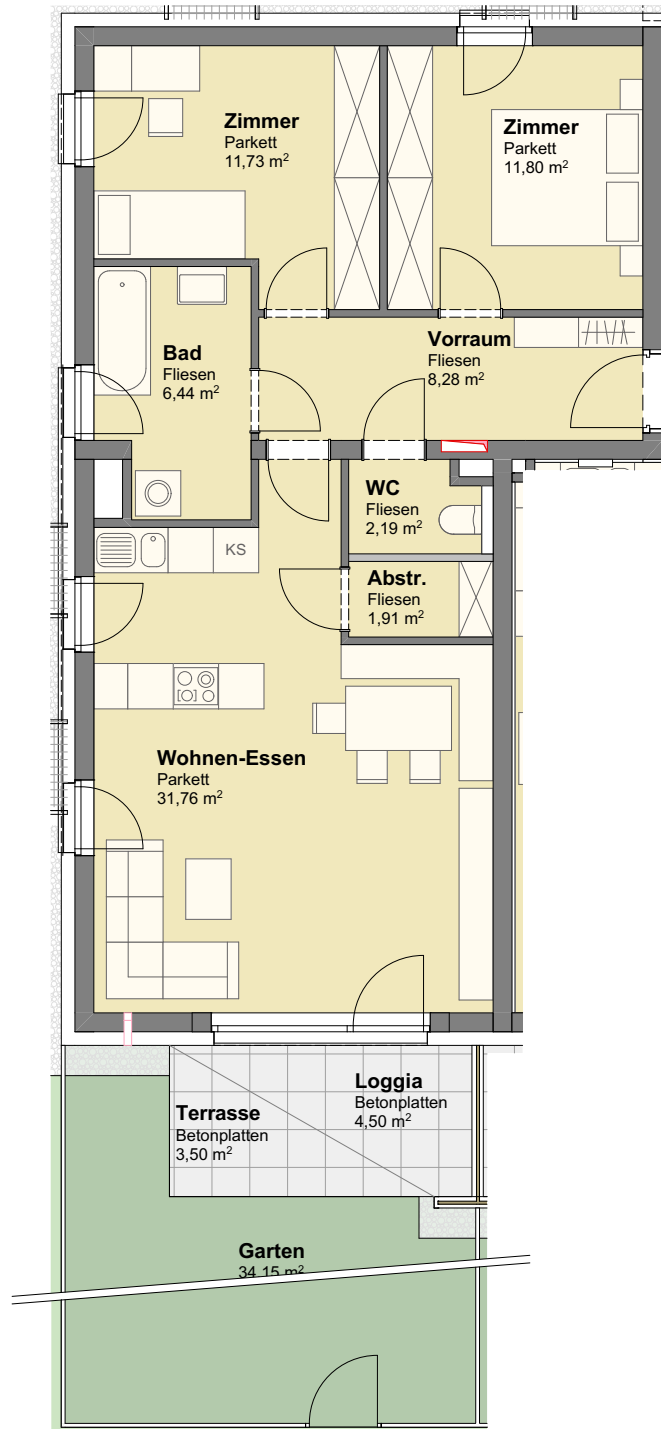 Zimmer
Parkett
11,73 m²
Zimmer
Parkett
11,80 m²
Bad
Fliesen
6,44 m²
Vorraum
Fliesen
8,28 m²
WC
Fliesen
2,19 m²
KS
Abstr.
Fliesen
1,91 m²
Wohnen-Essen
Parkett
31,76 m²
Loggia
Betonplatten
4,50 m²
Terrasse
Betonplatten
3,50 m²
Garten
34,15 m²